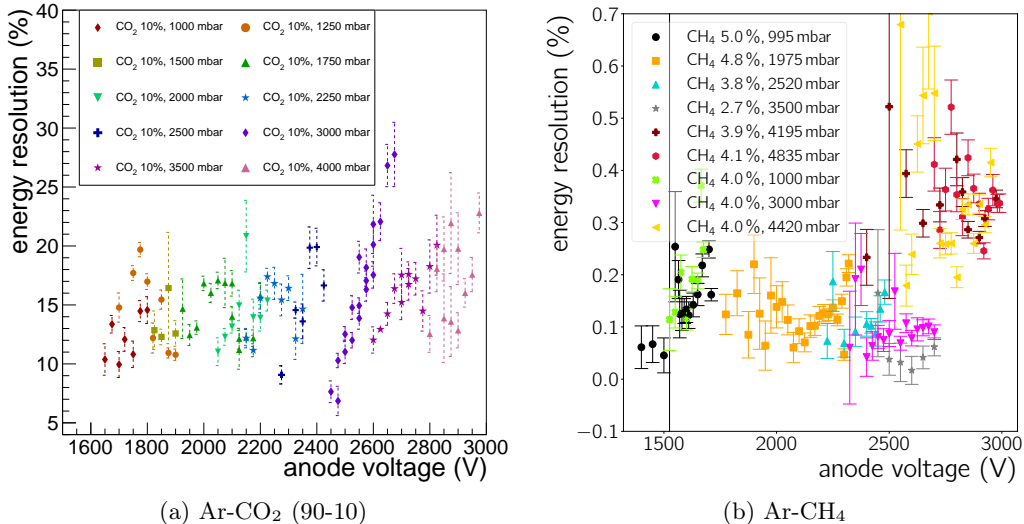 energy resolution (%)
40
35
30
25
20
15
10
5
CO2 10%, 1000 mbar
CO2 10%, 1250 mbar
CO2 10%, 1500 mbar
CO2 10%, 1750 mbar
CO2 10%, 2000 mbar
CO2 10%, 2250 mbar
CO2 10%, 2500 mbar
CO2 10%, 3000 mbar
CO2 10%, 3500 mbar
CO2 10%, 4000 mbar
1600 1800 2000 2200 2400 2600 2800 3000
anode voltage (V)
(a) Ar-CO₂ (90-10)
energy resolution (%)
0.7
0.6
0.5
0.4
0.3
0.2
0.1
0.0
−0.1
CH4 5.0 %, 995 mbar
CH4 4.8 %, 1975 mbar
CH4 3.8 %, 2520 mbar
CH4 2.7 %, 3500 mbar
CH4 3.9 %, 4195 mbar
CH4 4.1 %, 4835 mbar
CH4 4.0 %, 1000 mbar
CH4 4.0 %, 3000 mbar
CH4 4.0 %, 4420 mbar
1500 2000 2500 3000
anode voltage (V)
(b) Ar-CH₄